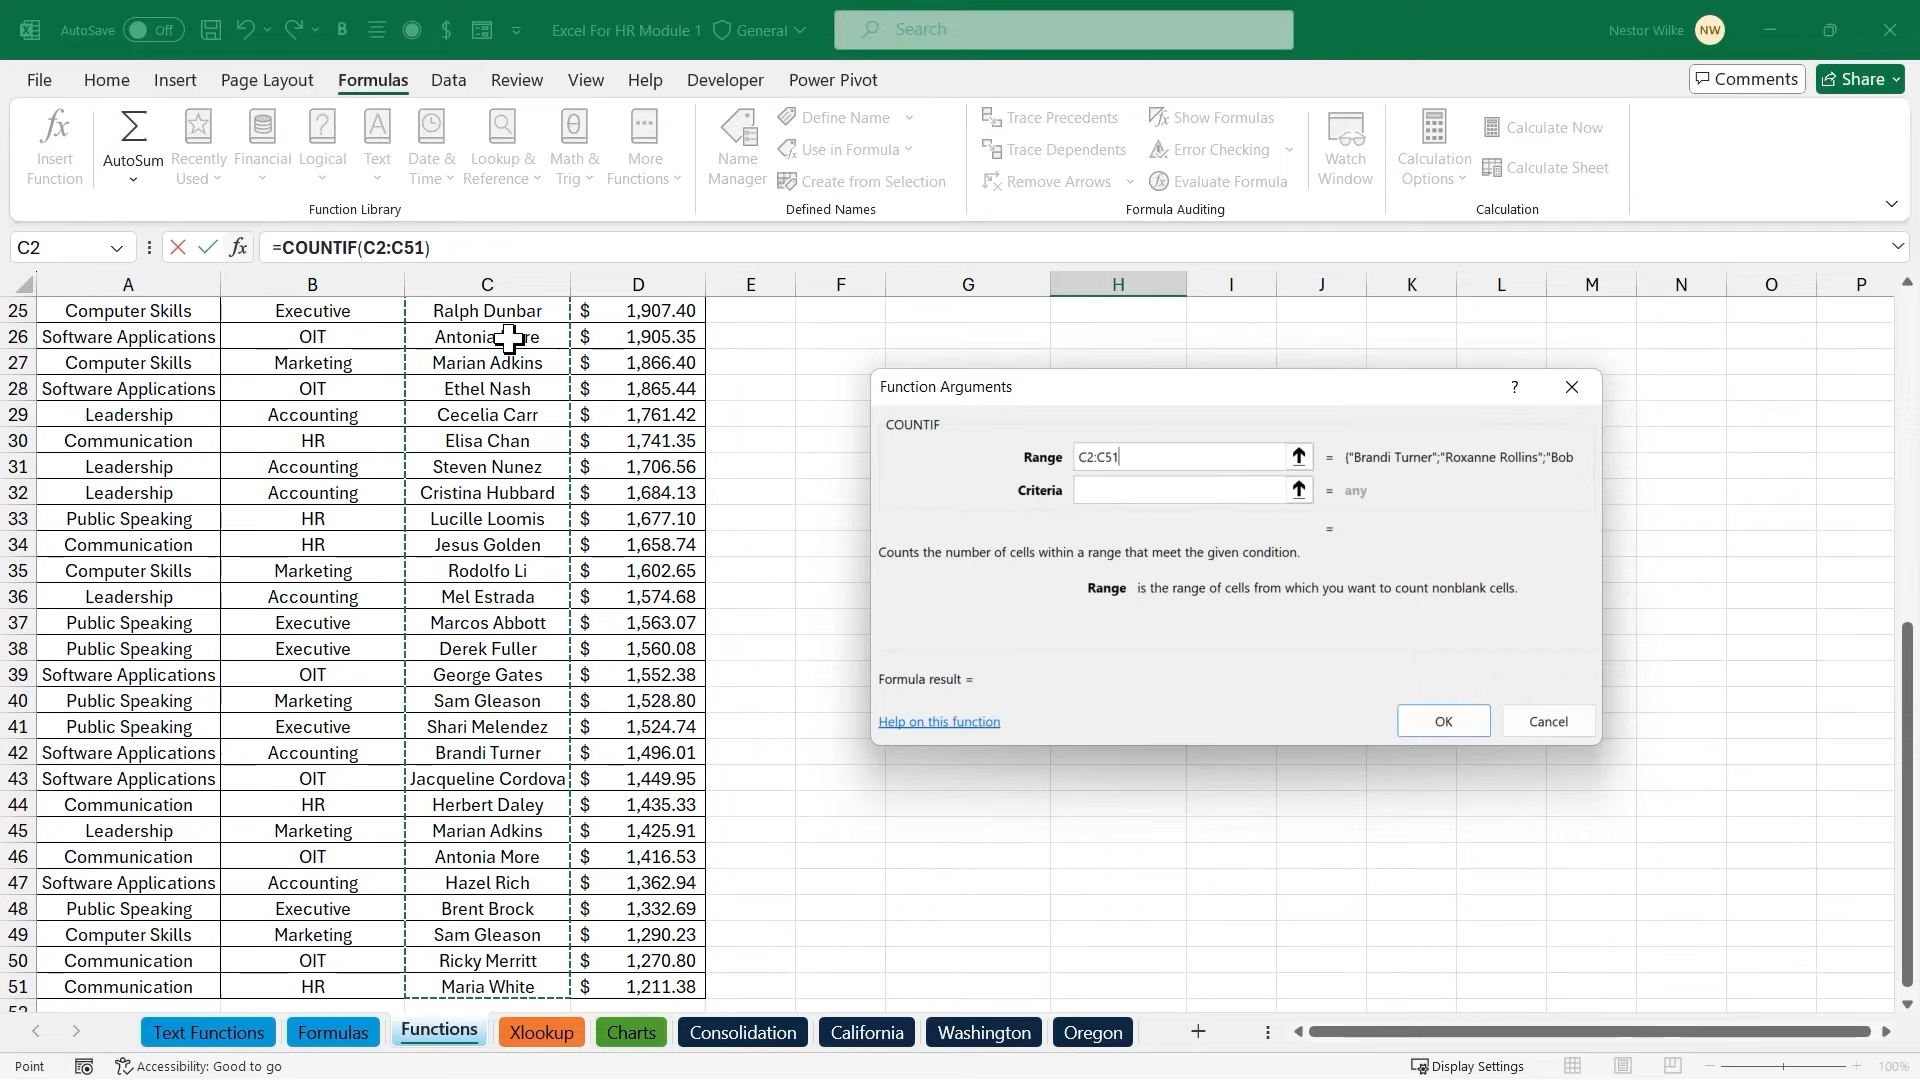 AutoSave Off B $ Excel For HR Module 1 General Search Nestor Wilke NW
File Home Insert Page Layout Formulas Data Review View Help Developer Power Pivot Comments Share
fx Insert Function
AutoSum
Recently Used
Financial
Logical
Text
Date & Time
Lookup & Reference
Math & Trig
More Functions
Function Library
Name Manager
Define Name
Use in Formula
Create from Selection
Defined Names
Trace Precedents
Trace Dependents
Remove Arrows
Show Formulas
Error Checking
Evaluate Formula
Formula Auditing
Watch Window
Calculation Options
Calculate Now
Calculate Sheet
Calculation
C2 fx =COUNTIF(C2:C51)
A B C D E F G H I J K L M N O P
25 Computer Skills Executive Ralph Dunbar $ 1,907.40
26 Software Applications OIT Antonia $ 1,905.35
27 Computer Skills Marketing Marian Adkins $ 1,866.40
28 Software Applications OIT Ethel Nash $ 1,865.44
29 Leadership Accounting Cecelia Carr $ 1,761.42
30 Communication HR Elisa Chan $ 1,741.35
31 Leadership Accounting Steven Nunez $ 1,706.56
32 Leadership Accounting Cristina Hubbard $ 1,684.13
33 Public Speaking HR Lucille Loomis $ 1,677.10
34 Communication HR Jesus Golden $ 1,658.74
35 Computer Skills Marketing Rodolfo Li $ 1,602.65
36 Leadership Accounting Mel Estrada $ 1,574.68
37 Public Speaking Executive Marcos Abbott $ 1,563.07
38 Public Speaking Executive Derek Fuller $ 1,560.08
39 Software Applications OIT George Gates $ 1,552.38
40 Public Speaking Marketing Sam Gleason $ 1,528.80
41 Public Speaking Executive Shari Melendez $ 1,524.74
42 Software Applications Accounting Brandi Turner $ 1,496.01
43 Software Applications OIT Jacqueline Cordova $ 1,449.95
44 Communication HR Herbert Daley $ 1,435.33
45 Leadership Marketing Marian Adkins $ 1,425.91
46 Communication OIT Antonia More $ 1,416.53
47 Software Applications Accounting Hazel Rich $ 1,362.94
48 Public Speaking Executive Brent Brock $ 1,332.69
49 Computer Skills Marketing Sam Gleason $ 1,290.23
50 Communication OIT Ricky Merritt $ 1,270.80
51 Communication HR Maria White $ 1,211.38
Function Arguments ?
COUNTIF
Range C2:C51 = {"Brandi Turner";"Roxanne Rollins";"Bob
Criteria = any
=
Counts the number of cells within a range that meet the given condition.
Range is the range of cells from which you want to count nonblank cells.
Formula result =
Help on this function OK Cancel
Text Functions Formulas Functions Xlookup Charts Consolidation California Washington Oregon
Point Accessibility: Good to go Display Settings 100%